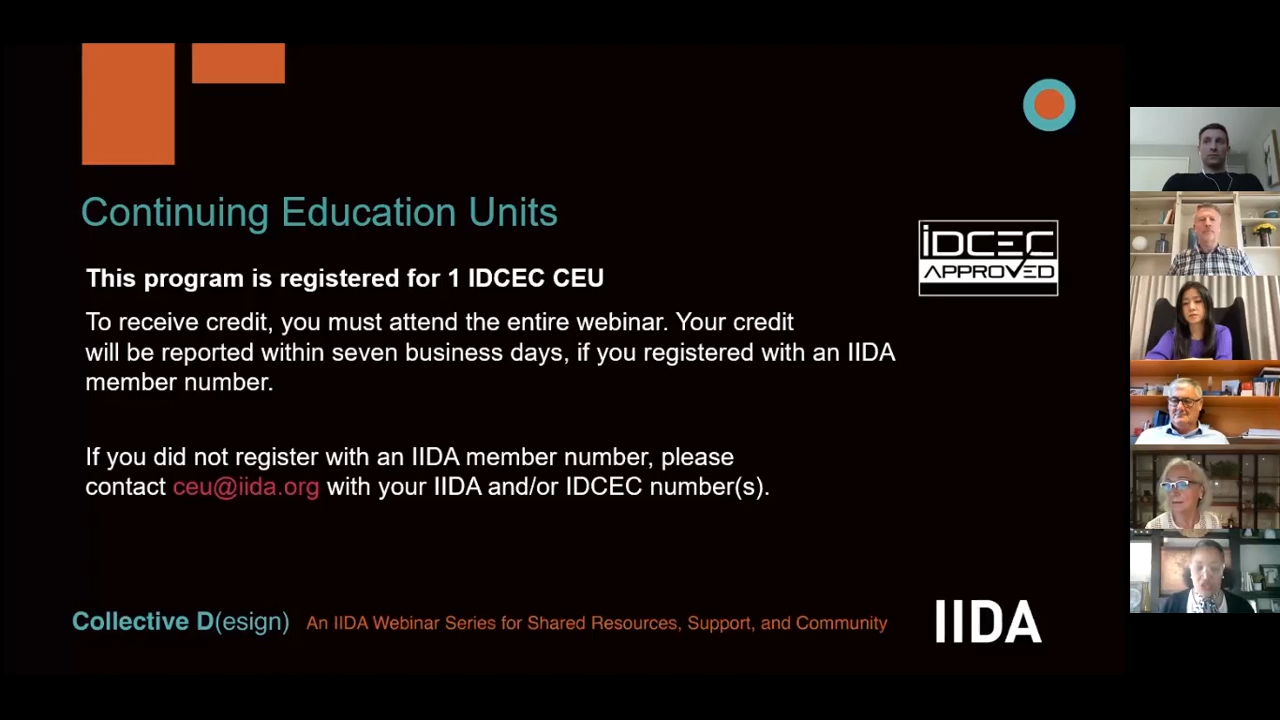 Continuing Education Units
This program is registered for 1 IDCEC CEU
To receive credit, you must attend the entire webinar. Your credit
will be reported within seven business days, if you registered with an IIDA
member number.
If you did not register with an IIDA member number, please
contact ceu@iida.org with your IIDA and/or IDCEC number(s).
iDCEC
APPROVED
Collective D(esign) An IIDA Webinar Series for Shared Resources, Support, and Community
IIDA